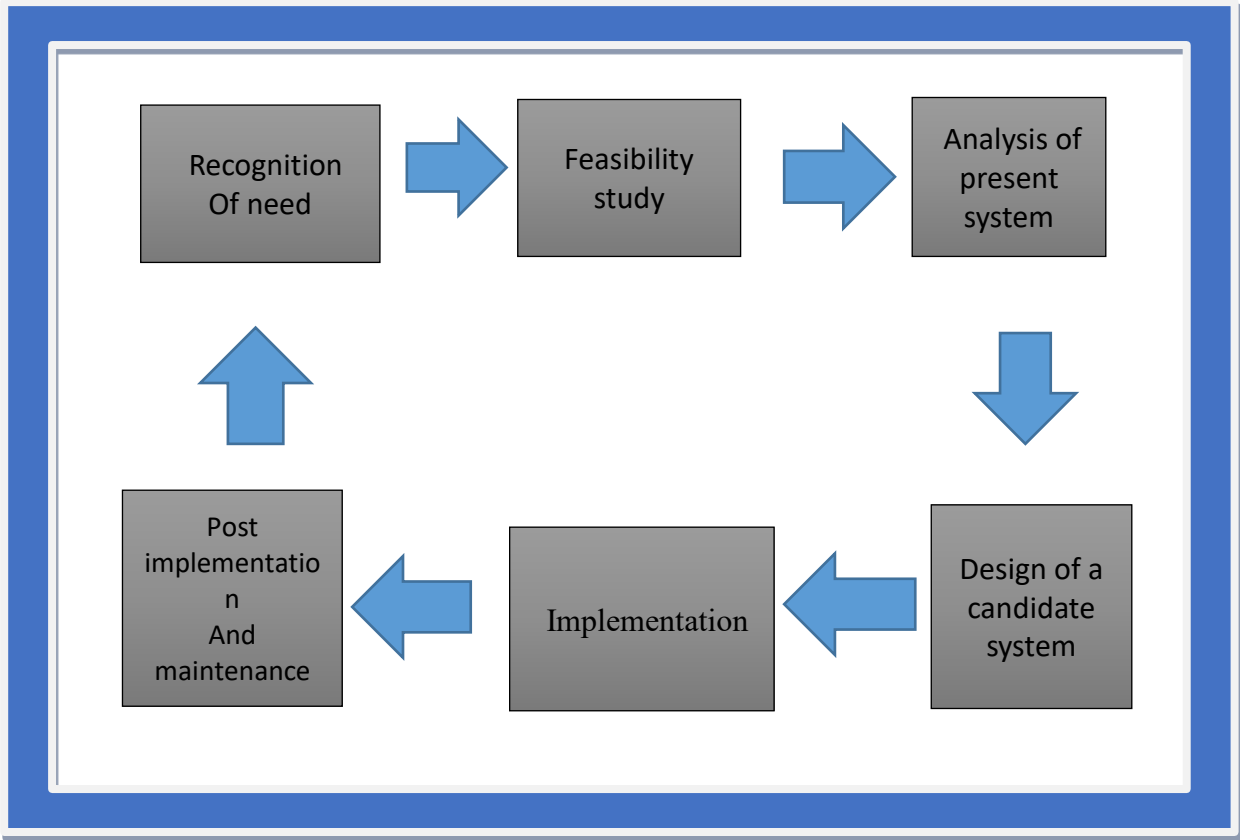 Recognition
Of need
Feasibility
study
Analysis of
present
system
Design of a
candidate
system
Implementation
Post
implementatio
n
And
maintenance